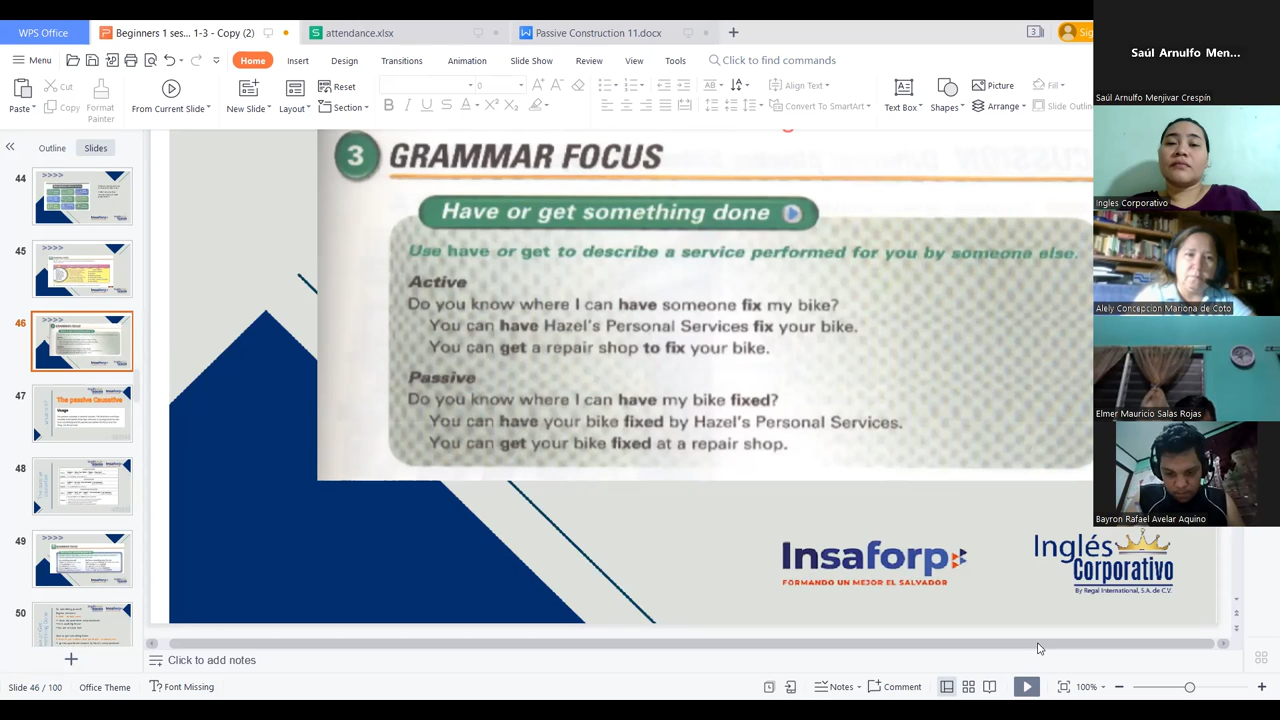 WPS Office
Beginners 1 ses... 1-3 - Copy (2)
attendance.xlsx
Passive Construction 11.docx
Menu
Home
Insert
Design
Transitions
Animation
Slide Show
Review
View
Tools
Click to find commands
Paste
Cut
Copy
Format Painter
From Current Slide
New Slide
Layout
Reset
Section
0
Align Text
Convert To SmartArt
Text Box
Shapes
Picture
Arrange
Fill
Shape Outlin
Outline
Slides
44
45
46
47
The passive Causative
Usage
48
49
50
3 GRAMMAR FOCUS
Have or get something done
Use have or get to describe a service performed for you by someone else.
Active
Do you know where I can have someone fix my bike?
You can have Hazel's Personal Services fix your bike.
You can get a repair shop to fix your bike.
Passive
Do you know where I can have my bike fixed?
You can have your bike fixed by Hazel's Personal Services.
You can get your bike fixed at a repair shop.
Insaforp
FORMANDO UN MEJOR EL SALVADOR
Inglés
Corporativo
By Regal International, S.A. de C.V.
Saúl Arnulfo Men...
Saúl Arnulfo Menjivar Crespín
Ingles Corporativo
Alely Concepcion Mariona de Coto
Elmer Mauricio Salas Rojas
Bayron Rafael Avelar Aquino
Click to add notes
Slide 46 / 100
Office Theme
Font Missing
Notes
Comment
100%